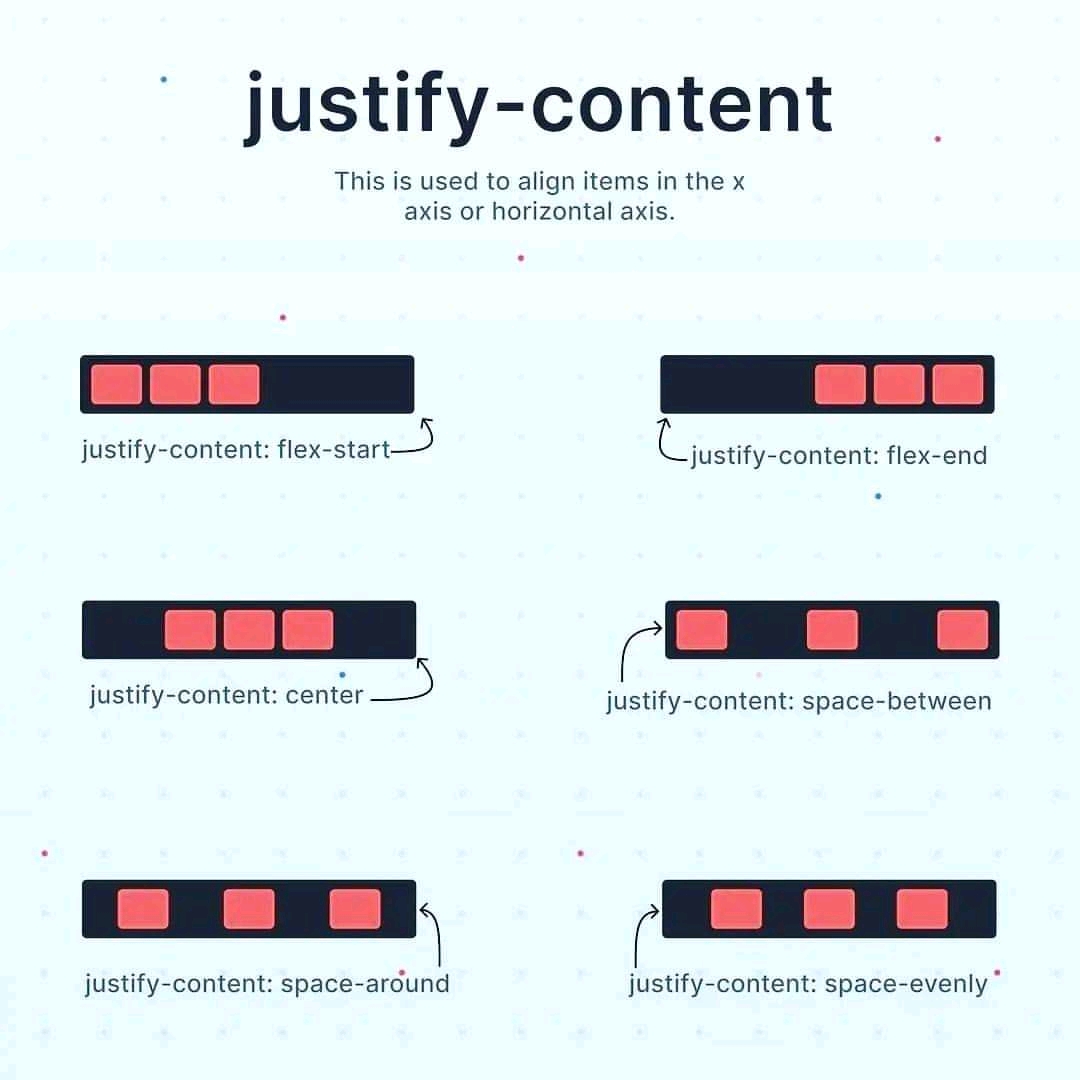 justify-content
This is used to align items in the x
axis or horizontal axis.
justify-content: flex-start
justify-content: flex-end
justify-content: center
justify-content: space-between
justify-content: space-around
justify-content: space-evenly